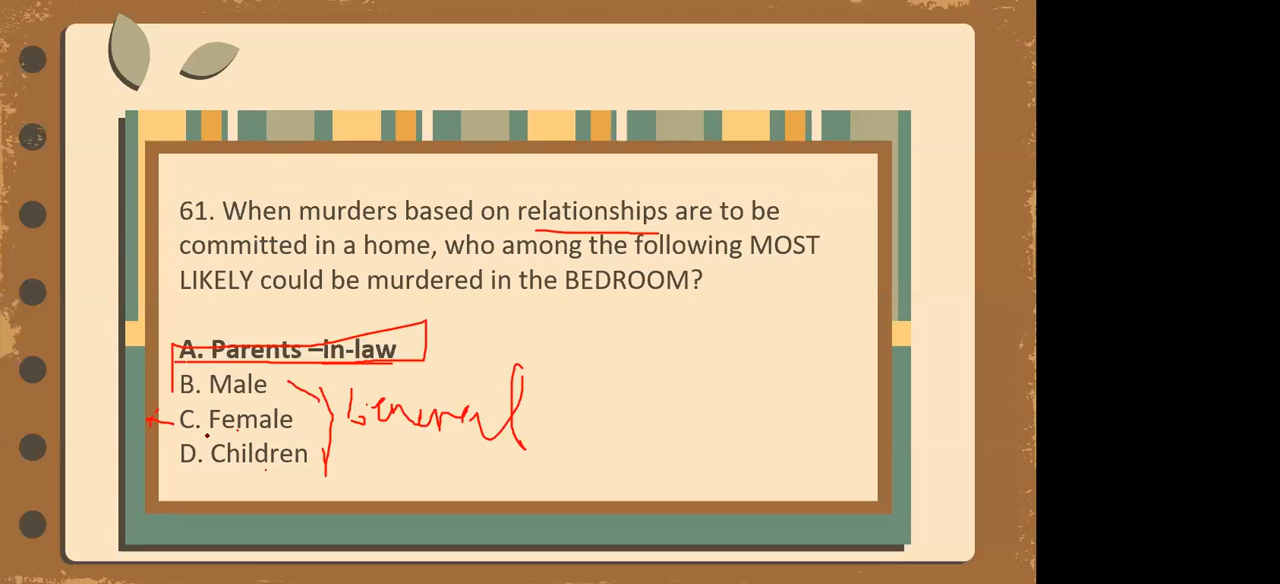 61. When murders based on relationships are to be
committed in a home, who among the following MOST
LIKELY could be murdered in the BEDROOM?
A. Parents –in-law
B. Male
C. Female
D. Children
General